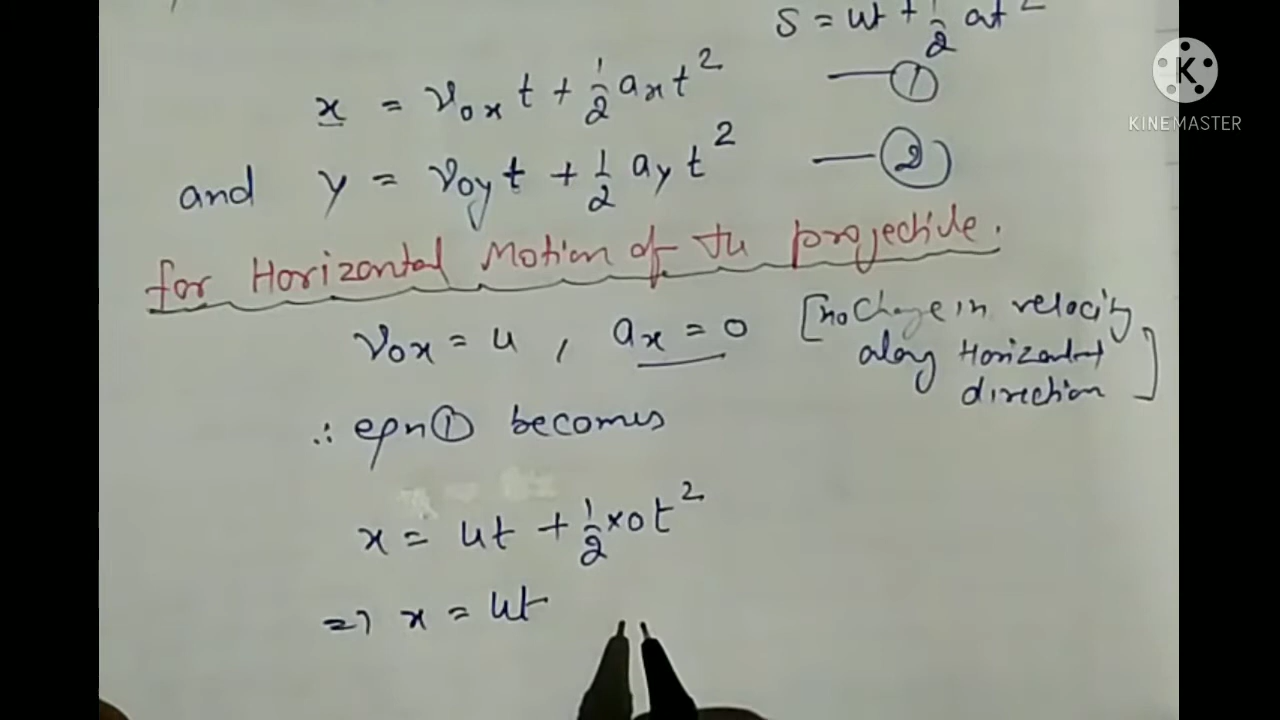 S = ut + 1/2 at²
x = v₀ₓ t + 1/2 aₓ t² — ①
and y = v₀y t + 1/2 ay t² — ②
for Horizontal Motion of the projectile.
v₀ₓ = u , aₓ = 0 [no Change in velocity
along Horizontal
direction]
∴ eqn ① becomes
x = ut + 1/2 × 0 t²
=> x = ut
K
KINEMASTER